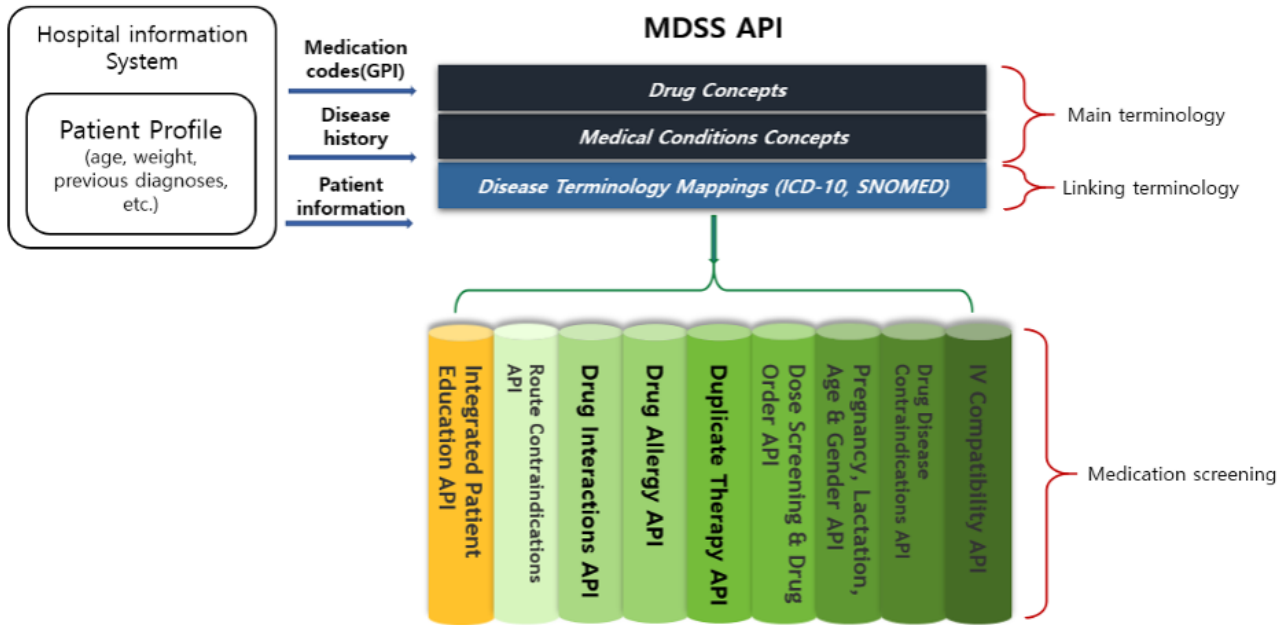 Hospital information
System
Patient Profile
(age, weight,
previous diagnoses,
etc.)
Medication
codes(GPI)
Disease
history
Patient
information
MDSS API
Drug Concepts
Medical Conditions Concepts
Disease Terminology Mappings (ICD-10, SNOMED)
Main terminology
Linking terminology
Integrated Patient
Education API
Route Contraindications
API
Drug Interactions API
Drug Allergy API
Duplicate Therapy API
Dose Screening & Drug
Order API
Pregnancy, Lactation,
Age & Gender API
Drug Disease
Contraindications API
IV Compatibility API
Medication screening